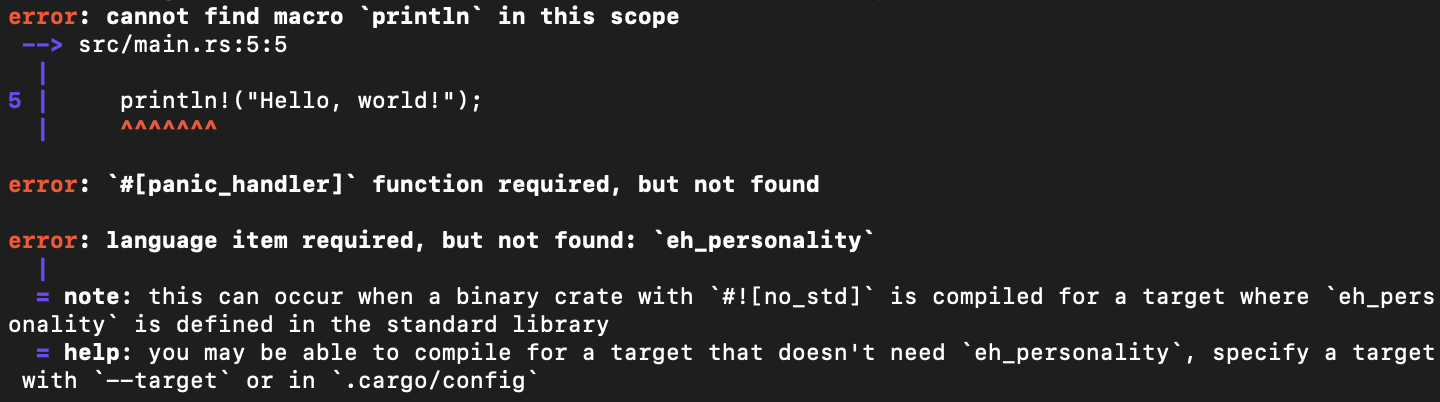 error: cannot find macro `println` in this scope
 --> src/main.rs:5:5
  |
5 |     println!("Hello, world!");
  |     ^^^^^^^
error: `#[panic_handler]` function required, but not found
error: language item required, but not found: `eh_personality`
  |
  = note: this can occur when a binary crate with `#![no_std]` is compiled for a target where `eh_pers
onality` is defined in the standard library
  = help: you may be able to compile for a target that doesn't need `eh_personality`, specify a target
 with `--target` or in `.cargo/config`